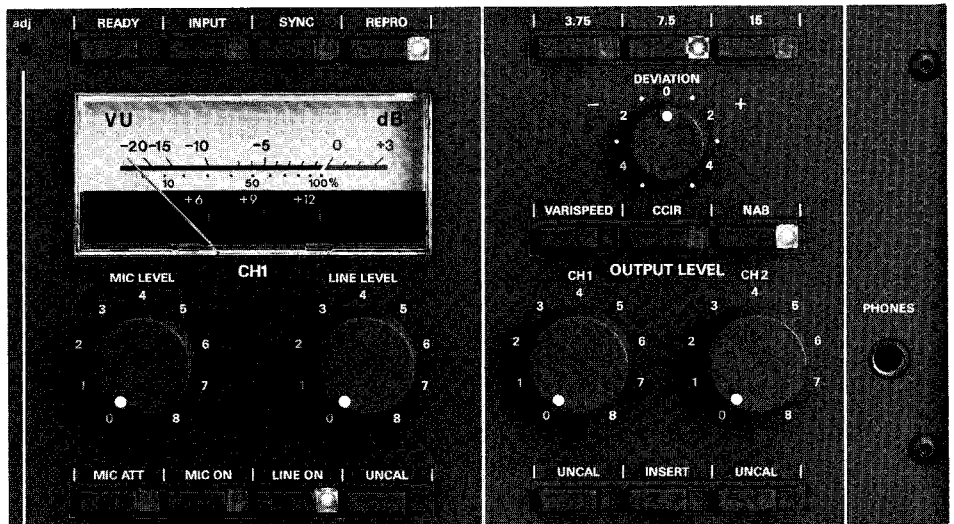 adj | READY | INPUT | SYNC | REPRO |
| 3.75 | 7.5 | 15 |
DEVIATION
0
− 2 2 +
4 4
VU dB
−20−15 −10 −5 0 +3
10 50 100%
+6 +9 +12
| VARISPEED | CCIR | NAB |
CH1
MIC LEVEL LINE LEVEL
0 1 2 3 4 5 6 7 8
0 1 2 3 4 5 6 7 8
CH1 OUTPUT LEVEL CH2
0 1 2 3 4 5 6 7 8
0 1 2 3 4 5 6 7 8
PHONES
| MIC ATT | MIC ON | LINE ON | UNCAL |
| UNCAL | INSERT | UNCAL |